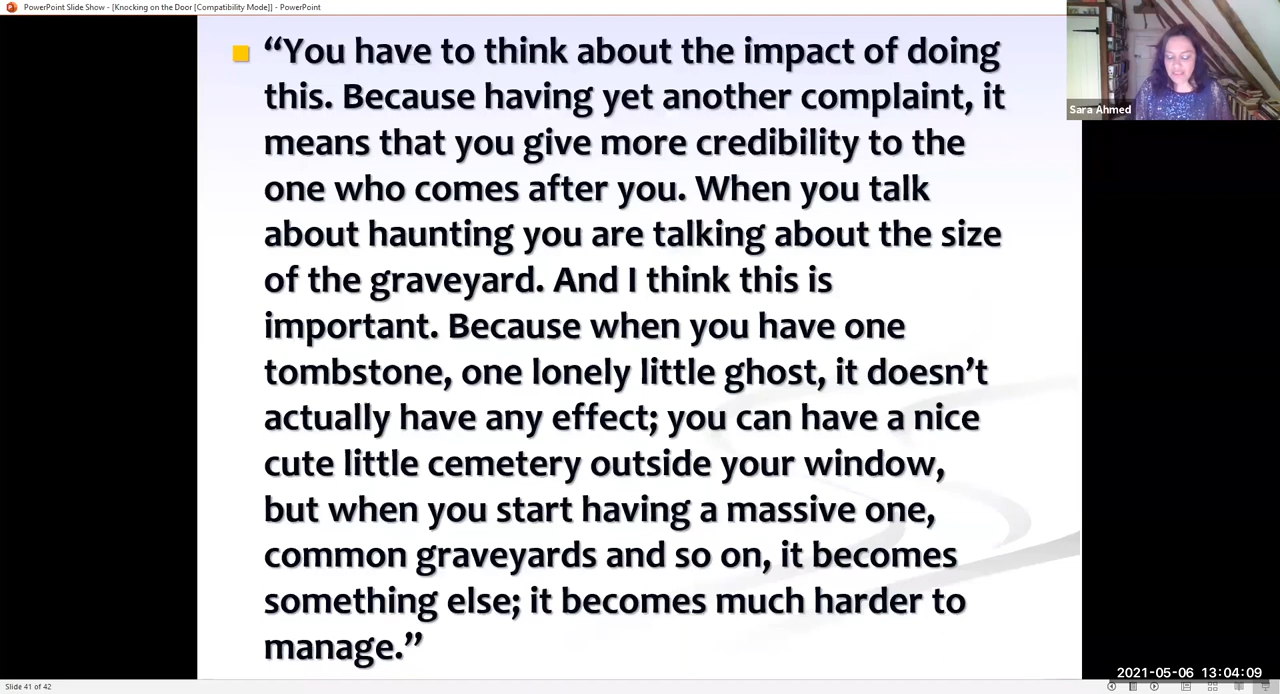 PowerPoint Slide Show - [Knocking on the Door [Compatibility Mode]] - PowerPoint
“You have to think about the impact of doing
this. Because having yet another complaint, it
means that you give more credibility to the
one who comes after you. When you talk
about haunting you are talking about the size
of the graveyard. And I think this is
important. Because when you have one
tombstone, one lonely little ghost, it doesn’t
actually have any effect; you can have a nice
cute little cemetery outside your window,
but when you start having a massive one,
common graveyards and so on, it becomes
something else; it becomes much harder to
manage.”
Sara Ahmed
2021-05-06 13:04:09
Slide 41 of 42